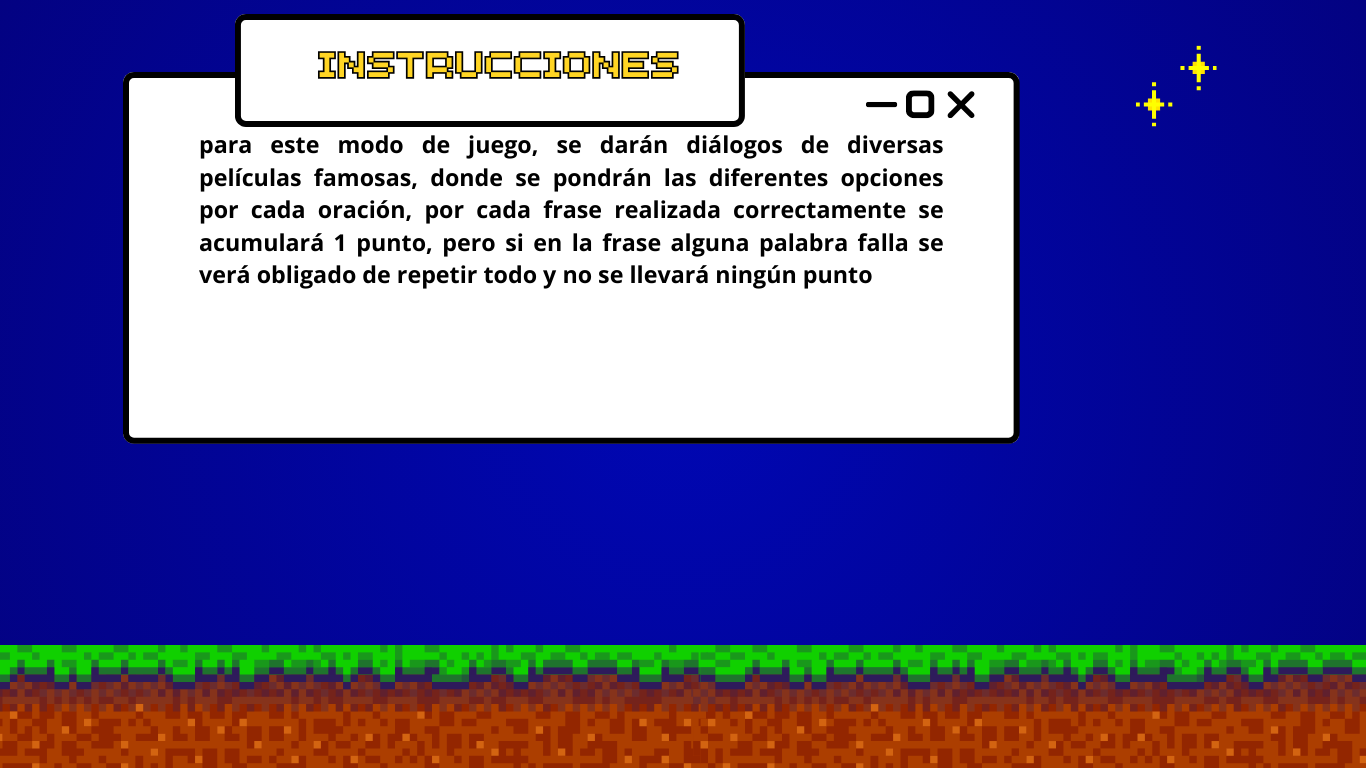 INSTRUCCIONES
para este modo de juego, se darán diálogos de diversas
películas famosas, donde se pondrán las diferentes opciones
por cada oración, por cada frase realizada correctamente se
acumulará 1 punto, pero si en la frase alguna palabra falla se
verá obligado de repetir todo y no se llevará ningún punto